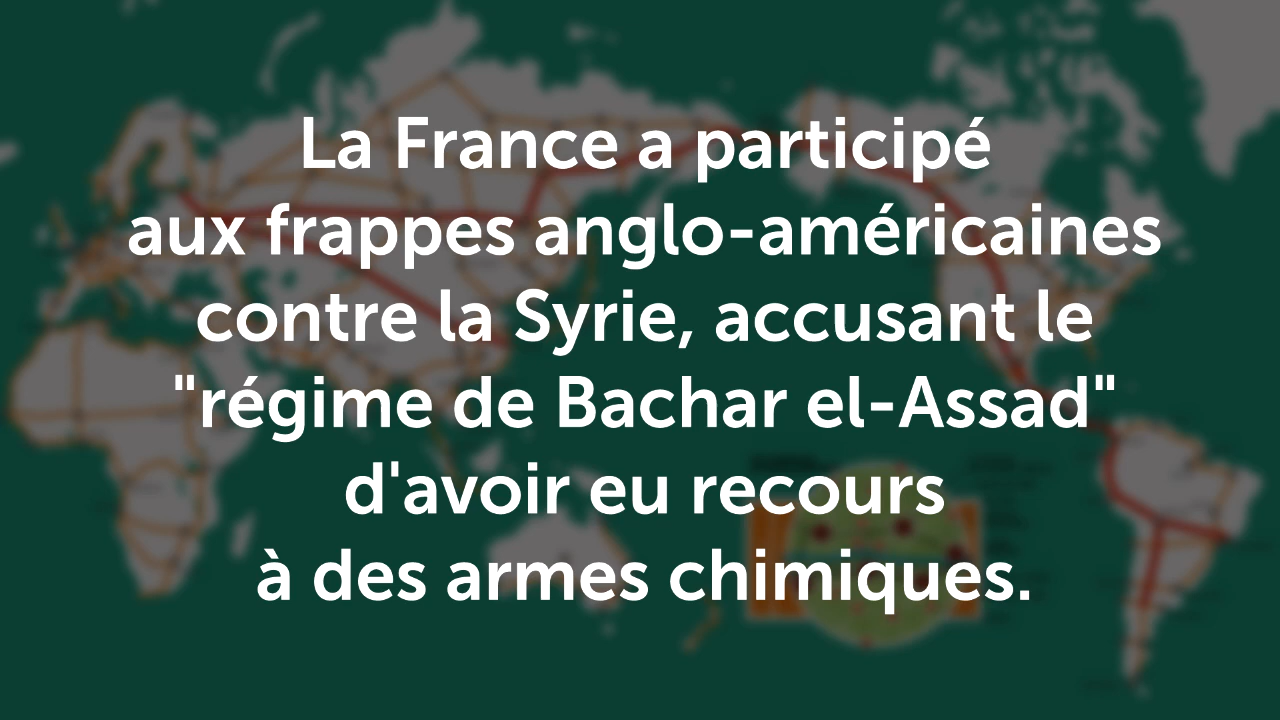 La France a participé
aux frappes anglo-américaines
contre la Syrie, accusant le
"régime de Bachar el-Assad"
d'avoir eu recours
à des armes chimiques.